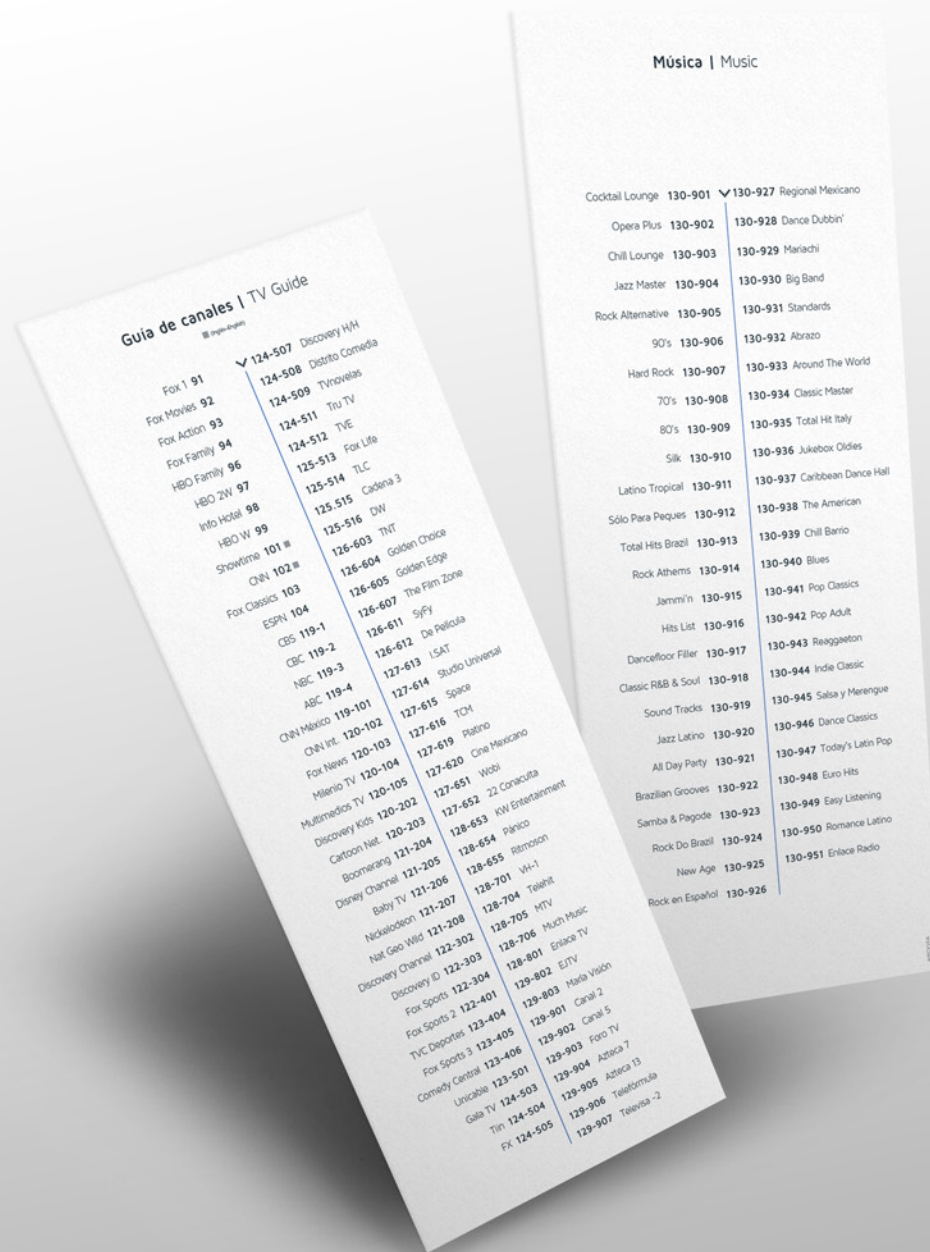 Guía de canales | TV Guide
(Inglés-English)
Fox 1 91
Fox Movies 92
Fox Action 93
Fox Family 94
HBO Family 96
HBO 2W 97
Info Hotel 98
HBO W 99
Showtime 101
CNN 102
Fox Classics 103
ESPN 104
CBS 119-1
CBC 119-2
NBC 119-3
ABC 119-4
CNN México 119-101
CNN Int. 120-102
Fox News 120-103
Milenio TV 120-104
Multimedios TV 120-105
Discovery Kids 120-202
Cartoon Net. 120-203
Boomerang 121-204
Disney Channel 121-205
Baby TV 121-206
Nickelodeon 121-207
Nat Geo Wild 121-208
Discovery Channel 122-302
Discovery ID 122-303
Fox Sports 122-304
Fox Sports 2 122-401
TVC Deportes 123-404
Fox Sports 3 123-405
Comedy Central 123-406
Unicable 123-501
Gala TV 124-503
Tiin 124-504
FX 124-505
124-507 Discovery H/H
124-508 Distrito Comedia
124-509 TVnovelas
124-511 Tru TV
124-512 TVE
125-513 Fox Life
125-514 TLC
125.515 Cadena 3
125-516 DW
126-603 TNT
126-604 Golden Choice
126-605 Golden Edge
126-607 The Film Zone
126-611 SyFy
126-612 De Película
127-613 I.SAT
127-614 Studio Universal
127-615 Space
127-616 TCM
127-619 Platino
127-620 Cine Mexicano
127-651 Wobi
127-652 22 Conaculta
128-653 KW Entertainment
128-654 Pánico
128-655 Ritmoson
128-701 VH-1
128-704 Telehit
128-705 MTV
128-706 Much Music
128-801 Enlace TV
129-802 EJTV
129-803 María Visión
129-901 Canal 2
129-902 Canal 5
129-903 Foro TV
129-904 Azteca 7
129-905 Azteca 13
129-906 Telefórmula
129-907 Televisa -2
Música | Music
Cocktail Lounge 130-901
Opera Plus 130-902
Chill Lounge 130-903
Jazz Master 130-904
Rock Alternative 130-905
90's 130-906
Hard Rock 130-907
70's 130-908
80's 130-909
Silk 130-910
Latino Tropical 130-911
Sólo Para Peques 130-912
Total Hits Brazil 130-913
Rock Athems 130-914
Jammi'n 130-915
Hits List 130-916
Dancefloor Filler 130-917
Classic R&B & Soul 130-918
Sound Tracks 130-919
Jazz Latino 130-920
All Day Party 130-921
Brazilian Grooves 130-922
Samba & Pagode 130-923
Rock Do Brazil 130-924
New Age 130-925
Rock en Español 130-926
130-927 Regional Mexicano
130-928 Dance Dubbin'
130-929 Mariachi
130-930 Big Band
130-931 Standards
130-932 Abrazo
130-933 Around The World
130-934 Classic Master
130-935 Total Hit Italy
130-936 Jukebox Oldies
130-937 Caribbean Dance Hall
130-938 The American
130-939 Chill Barrio
130-940 Blues
130-941 Pop Classics
130-942 Pop Adult
130-943 Reaggaeton
130-944 Indie Classic
130-945 Salsa y Merengue
130-946 Dance Classics
130-947 Today's Latin Pop
130-948 Euro Hits
130-949 Easy Listening
130-950 Romance Latino
130-951 Enlace Radio